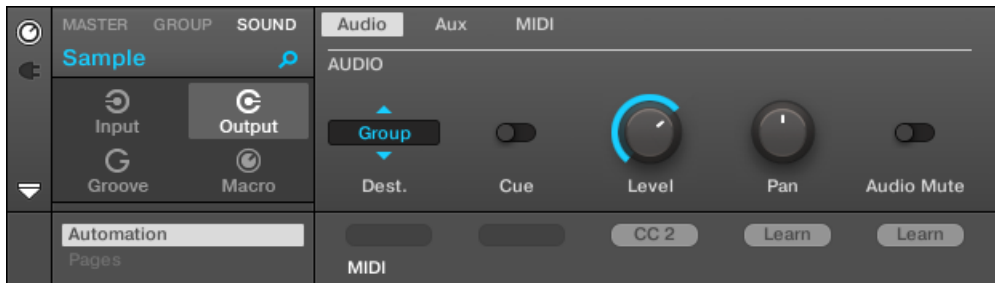 MASTER GROUP SOUND
Sample
Input Output
Groove Macro
Automation
Pages
Audio Aux MIDI
AUDIO
Group
Dest. Cue Level Pan Audio Mute
CC 2 Learn Learn
MIDI